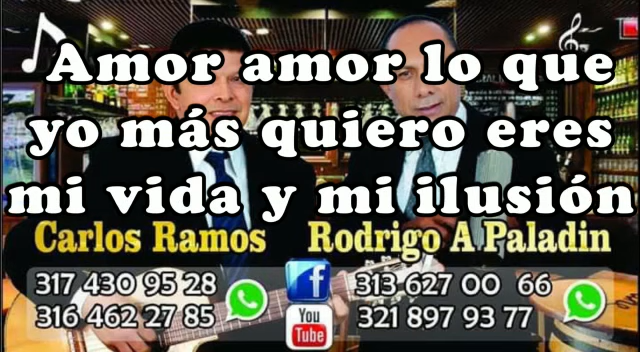 Amor amor lo que
yo más quiero eres
mi vida y mi ilusión
Carlos Ramos
Rodrigo A Paladin
317 430 95 28
316 462 27 85
f
You
Tube
313 627 00 66
321 897 93 77